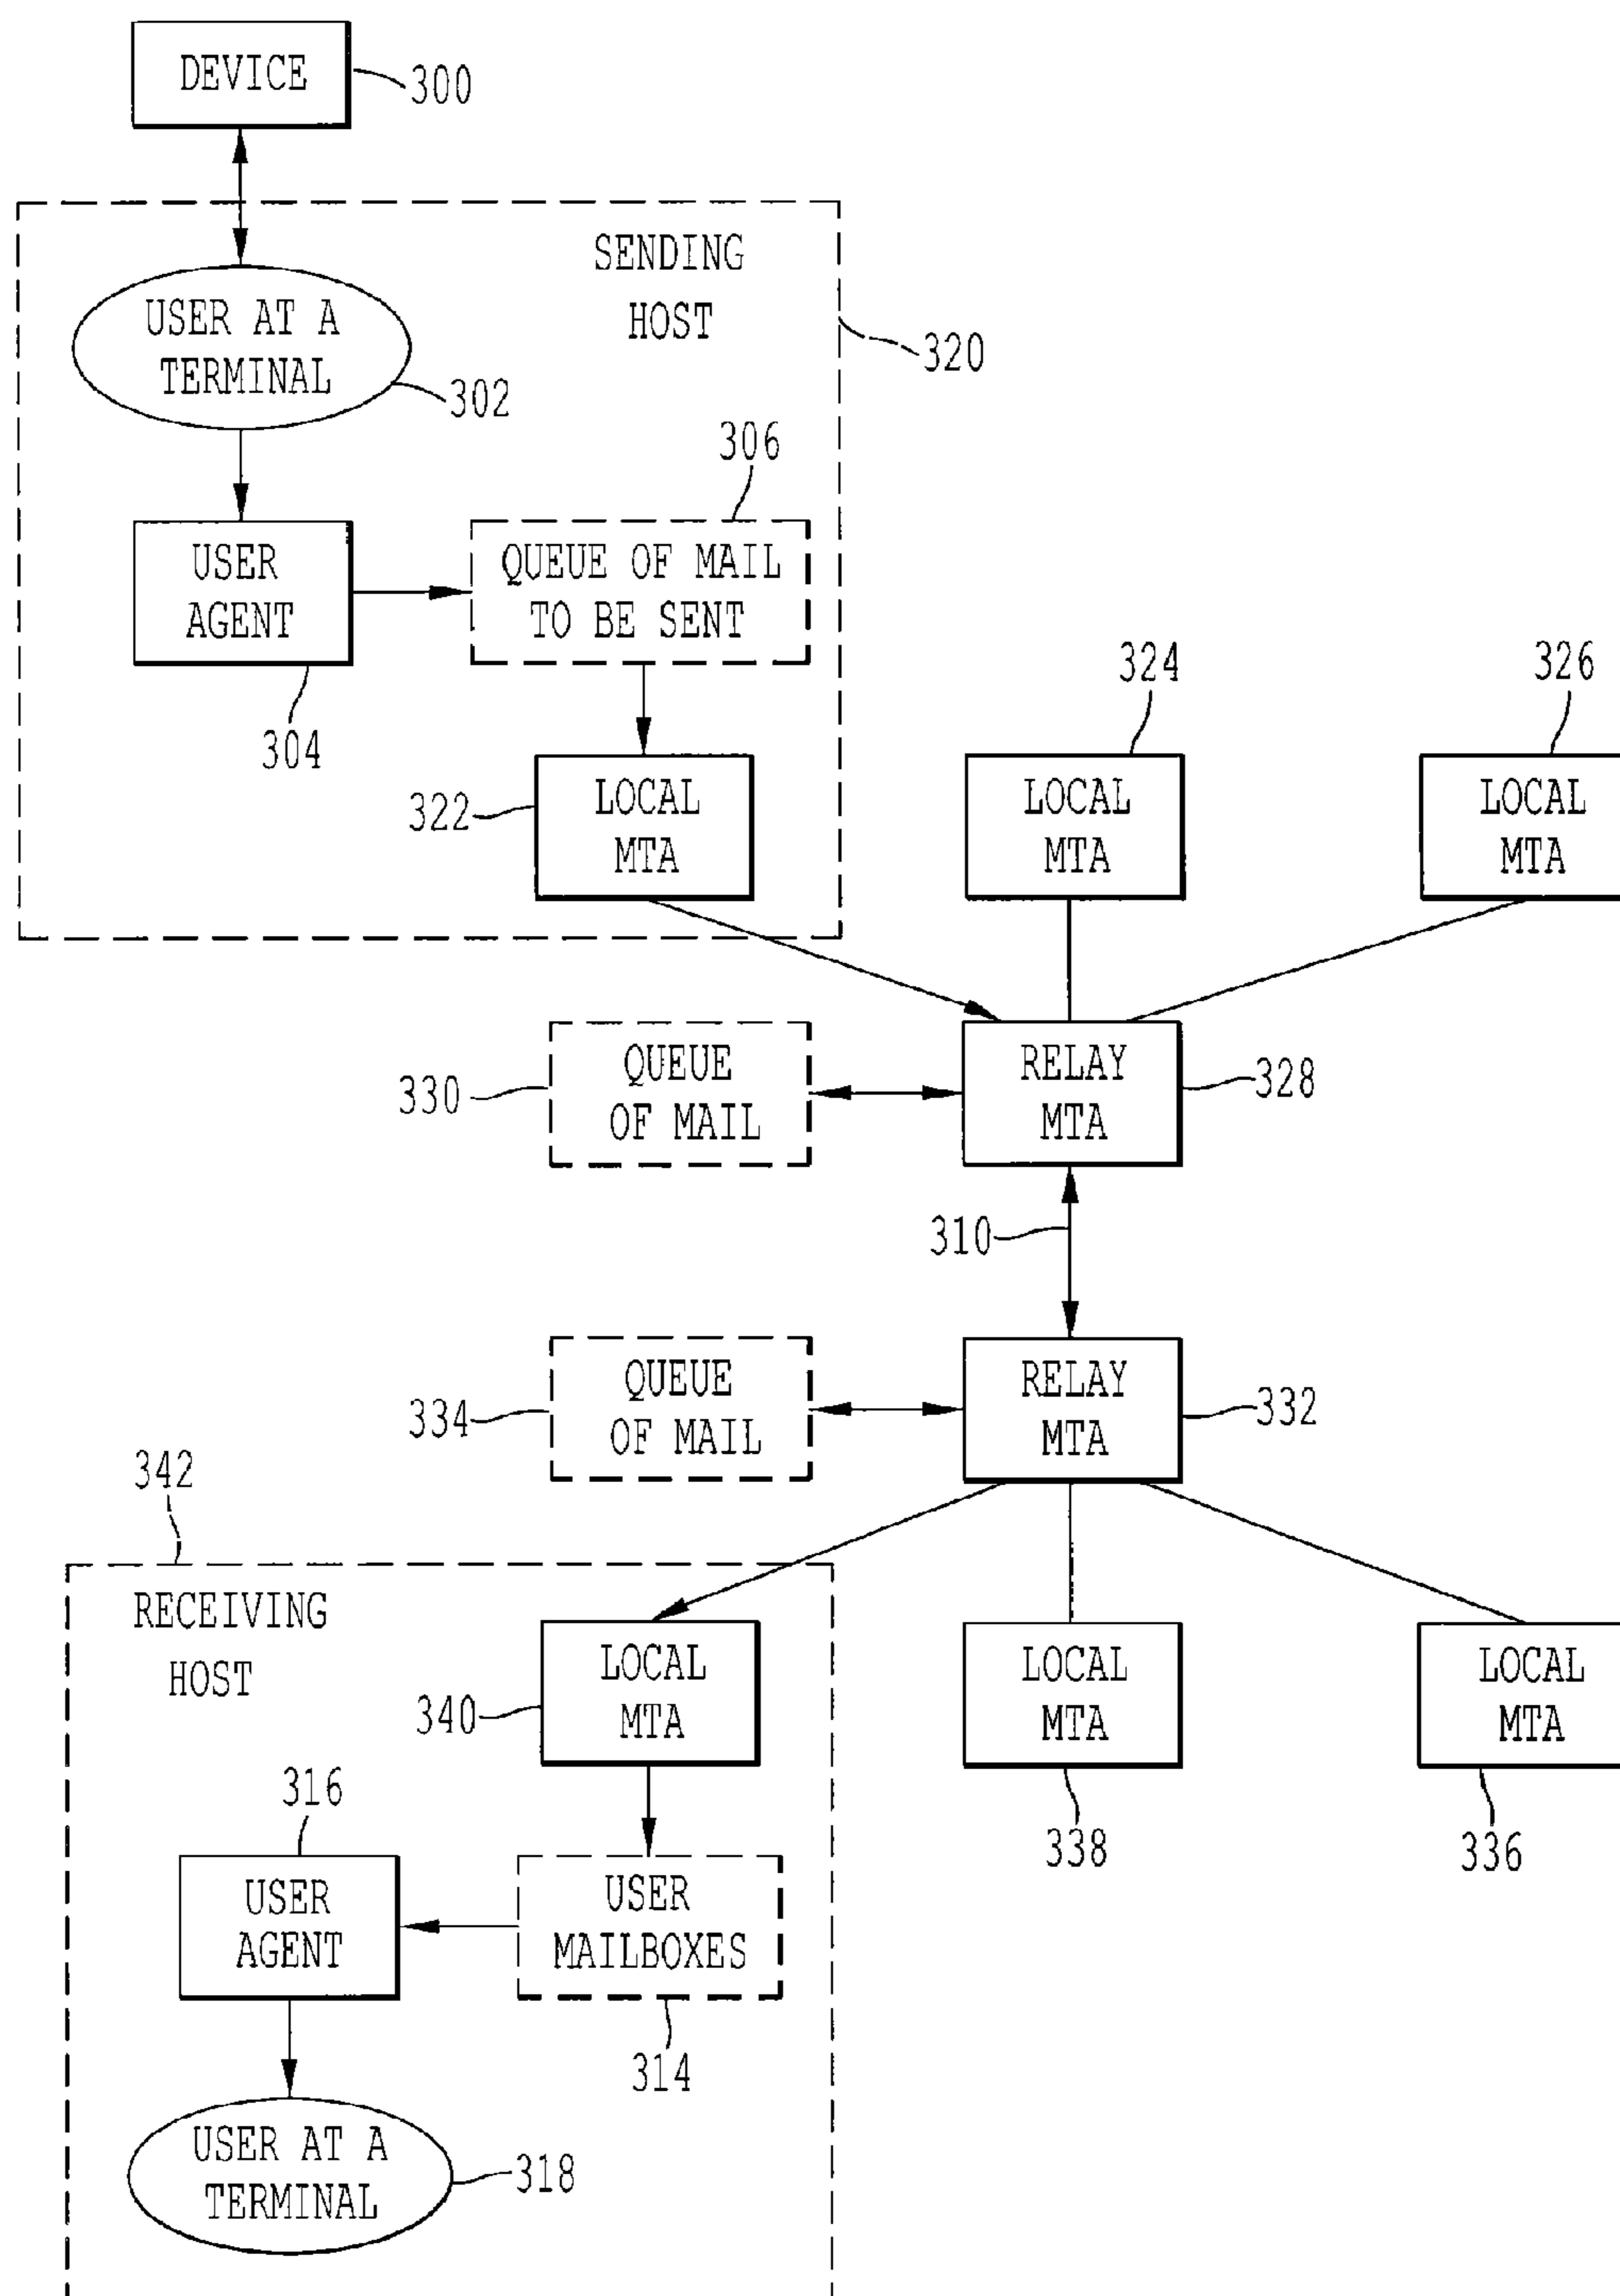 DEVICE
300
SENDING
HOST
320
USER AT A
TERMINAL
302
306
USER
AGENT
304
QUEUE OF MAIL
TO BE SENT
324
326
322
LOCAL
MTA
LOCAL
MTA
LOCAL
MTA
330
QUEUE
OF MAIL
RELAY
MTA
328
310
334
QUEUE
OF MAIL
RELAY
MTA
332
342
RECEIVING
HOST
340
LOCAL
MTA
LOCAL
MTA
338
LOCAL
MTA
336
316
USER
AGENT
USER
MAILBOXES
314
USER AT A
TERMINAL
318